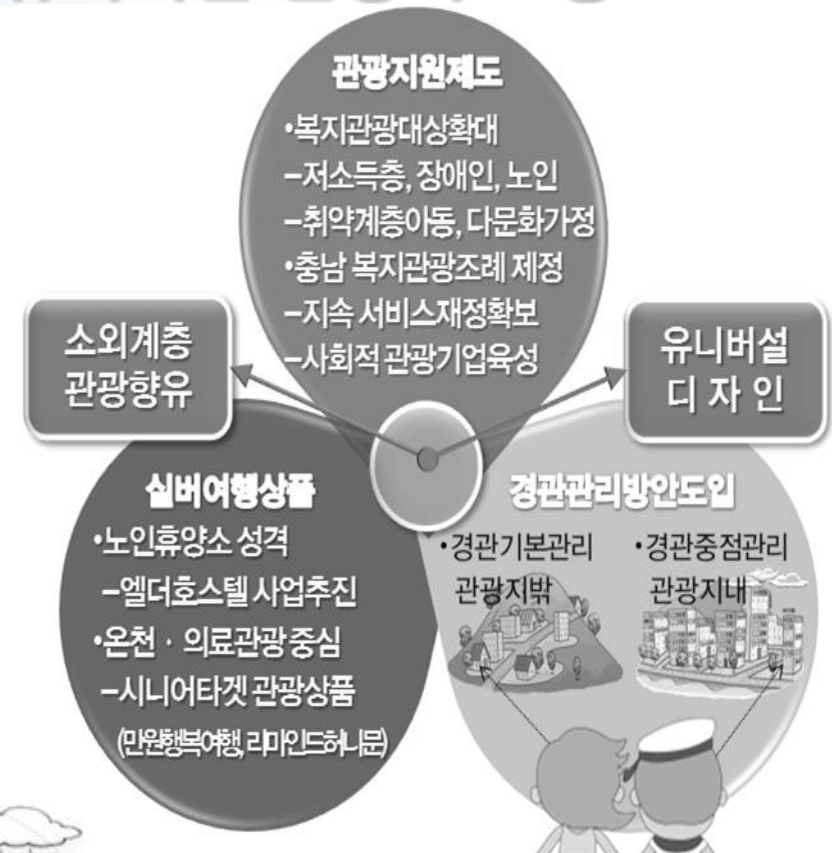 관광지원제도
•복지관광대상확대
–저소득층, 장애인, 노인
–취약계층아동, 다문화가정
•충남 복지관광조례 제정
–지속 서비스재정확보
–사회적 관광기업육성
소외계층
관광향유
유니버설
디 자 인
실버여행상품
•노인휴양소 성격
–엘더호스텔 사업추진
•온천 · 의료관광 중심
–시니어타겟 관광상품
(만원행복여행, 리마인드허니문)
경관관리방안도입
•경관기본관리
관광지밖
•경관중점관리
관광지내